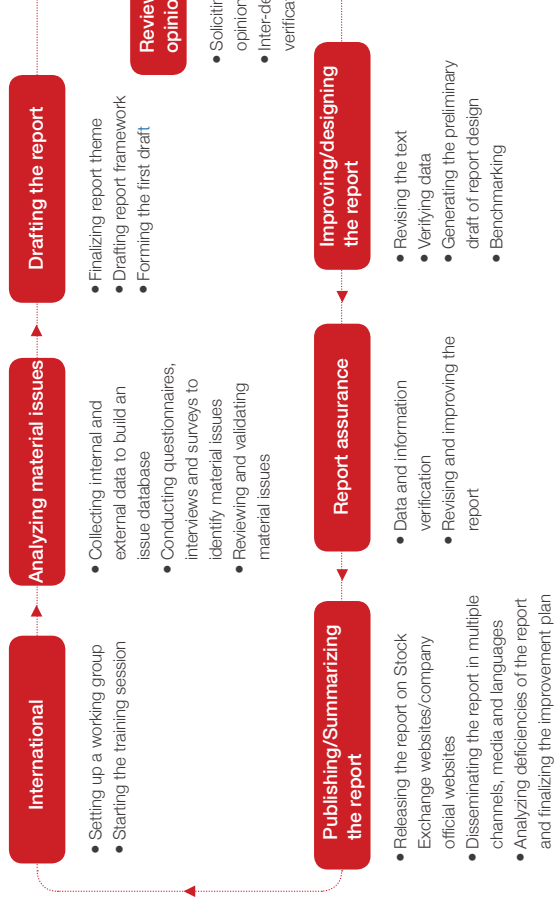 International
• Setting up a working group
• Starting the training session
Analyzing material issues
• Collecting internal and
external data to build an
issue database
• Conducting questionnaires,
interviews and surveys to
identify material issues
• Reviewing and validating
material issues
Drafting the report
• Finalizing report theme
• Drafting report framework
• Forming the first draft
Review
opinion
• Soliciting
opinion
• Inter-de
verificat
Improving/designing
the report
• Revising the text
• Verifying data
• Generating the preliminary
draft of report design
• Benchmarking
Report assurance
• Data and information
verification
• Revising and improving the
report
Publishing/Summarizing
the report
• Releasing the report on Stock
Exchange websites/company
official websites
• Disseminating the report in multiple
channels, media and languages
• Analyzing deficiencies of the report
and finalizing the improvement plan